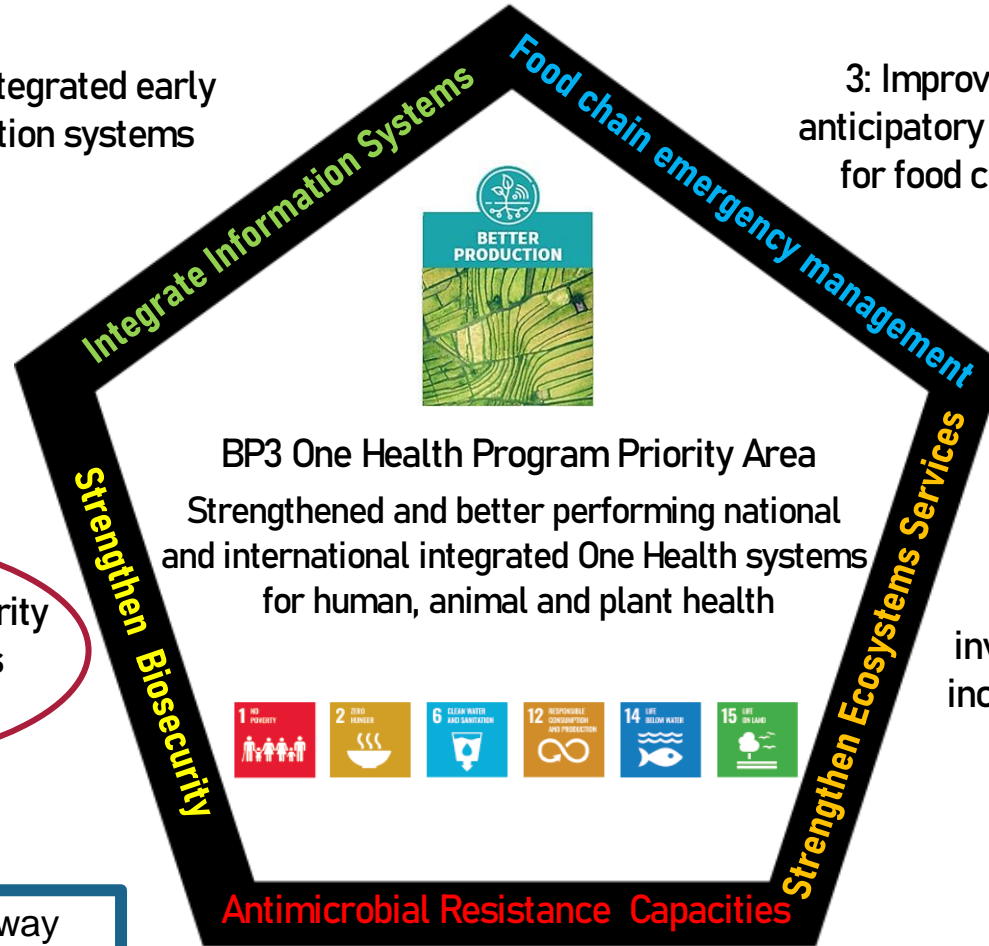 tegrated early
tion systems
Integrate Information Systems
Food chain emergency management
3: Improv
anticipatory
for food c
BETTER
PRODUCTION
BP3 One Health Program Priority Area
Strengthened and better performing national
and international integrated One Health systems
for human, animal and plant health
Strengthen Biosecurity
rity
s
Strengthen Ecosystems Services
inv
inc
1 NO
POVERTY
2 ZERO
HUNGER
6 CLEAN WATER
AND SANITATION
12 RESPONSIBLE
CONSUMPTION
AND PRODUCTION
14 LIFE
BELOW WATER
15 LIFE
ON LAND
Antimicrobial Resistance Capacities
way